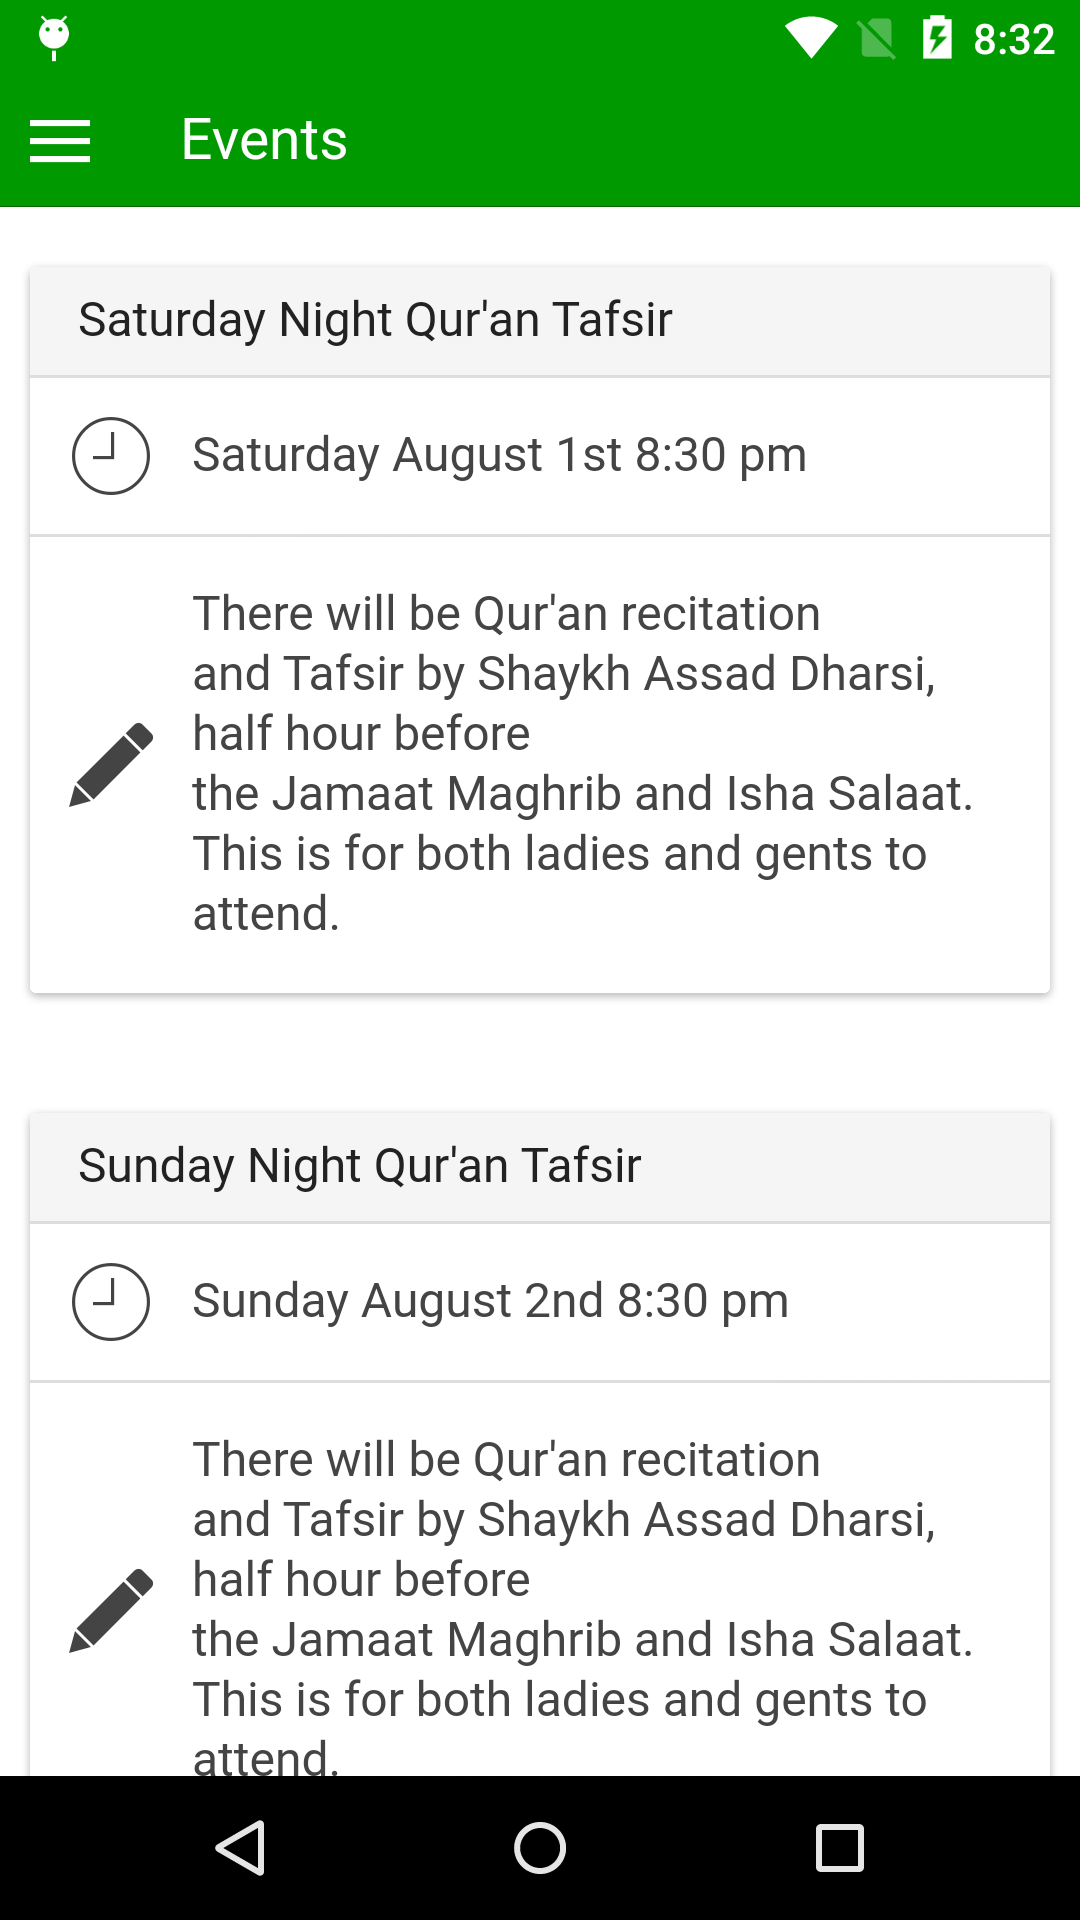 8:32
Events
Saturday Night Qur'an Tafsir
Saturday August 1st 8:30 pm
There will be Qur'an recitation
and Tafsir by Shaykh Assad Dharsi,
half hour before
the Jamaat Maghrib and Isha Salaat.
This is for both ladies and gents to
attend.
Sunday Night Qur'an Tafsir
Sunday August 2nd 8:30 pm
There will be Qur'an recitation
and Tafsir by Shaykh Assad Dharsi,
half hour before
the Jamaat Maghrib and Isha Salaat.
This is for both ladies and gents to
attend.